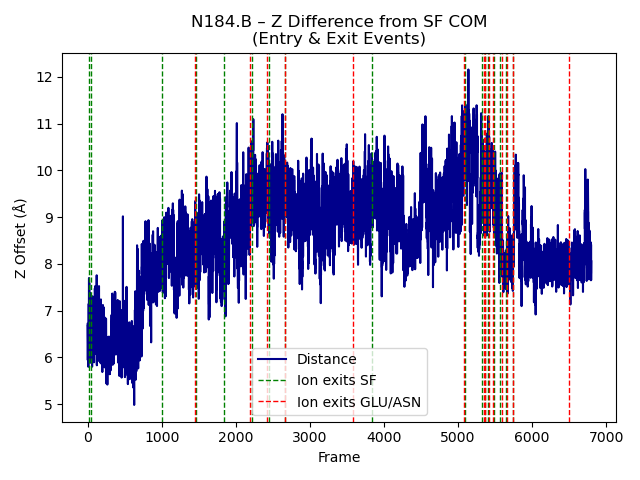 N184.B – Z Difference from SF COM
(Entry & Exit Events)
Z Offset (Å)
12
11
10
9
8
7
6
5
Distance
Ion exits SF
Ion exits GLU/ASN
0 1000 2000 3000 4000 5000 6000 7000
Frame